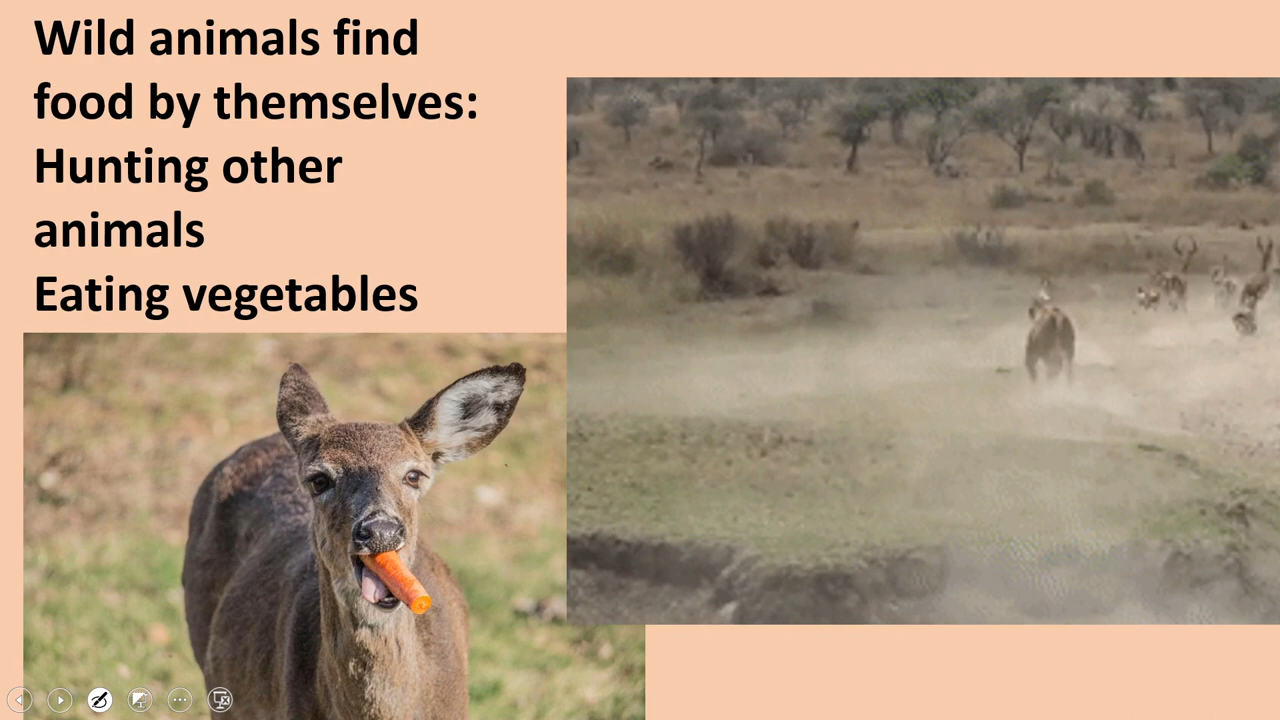 Wild animals find
food by themselves:
Hunting other
animals
Eating vegetables